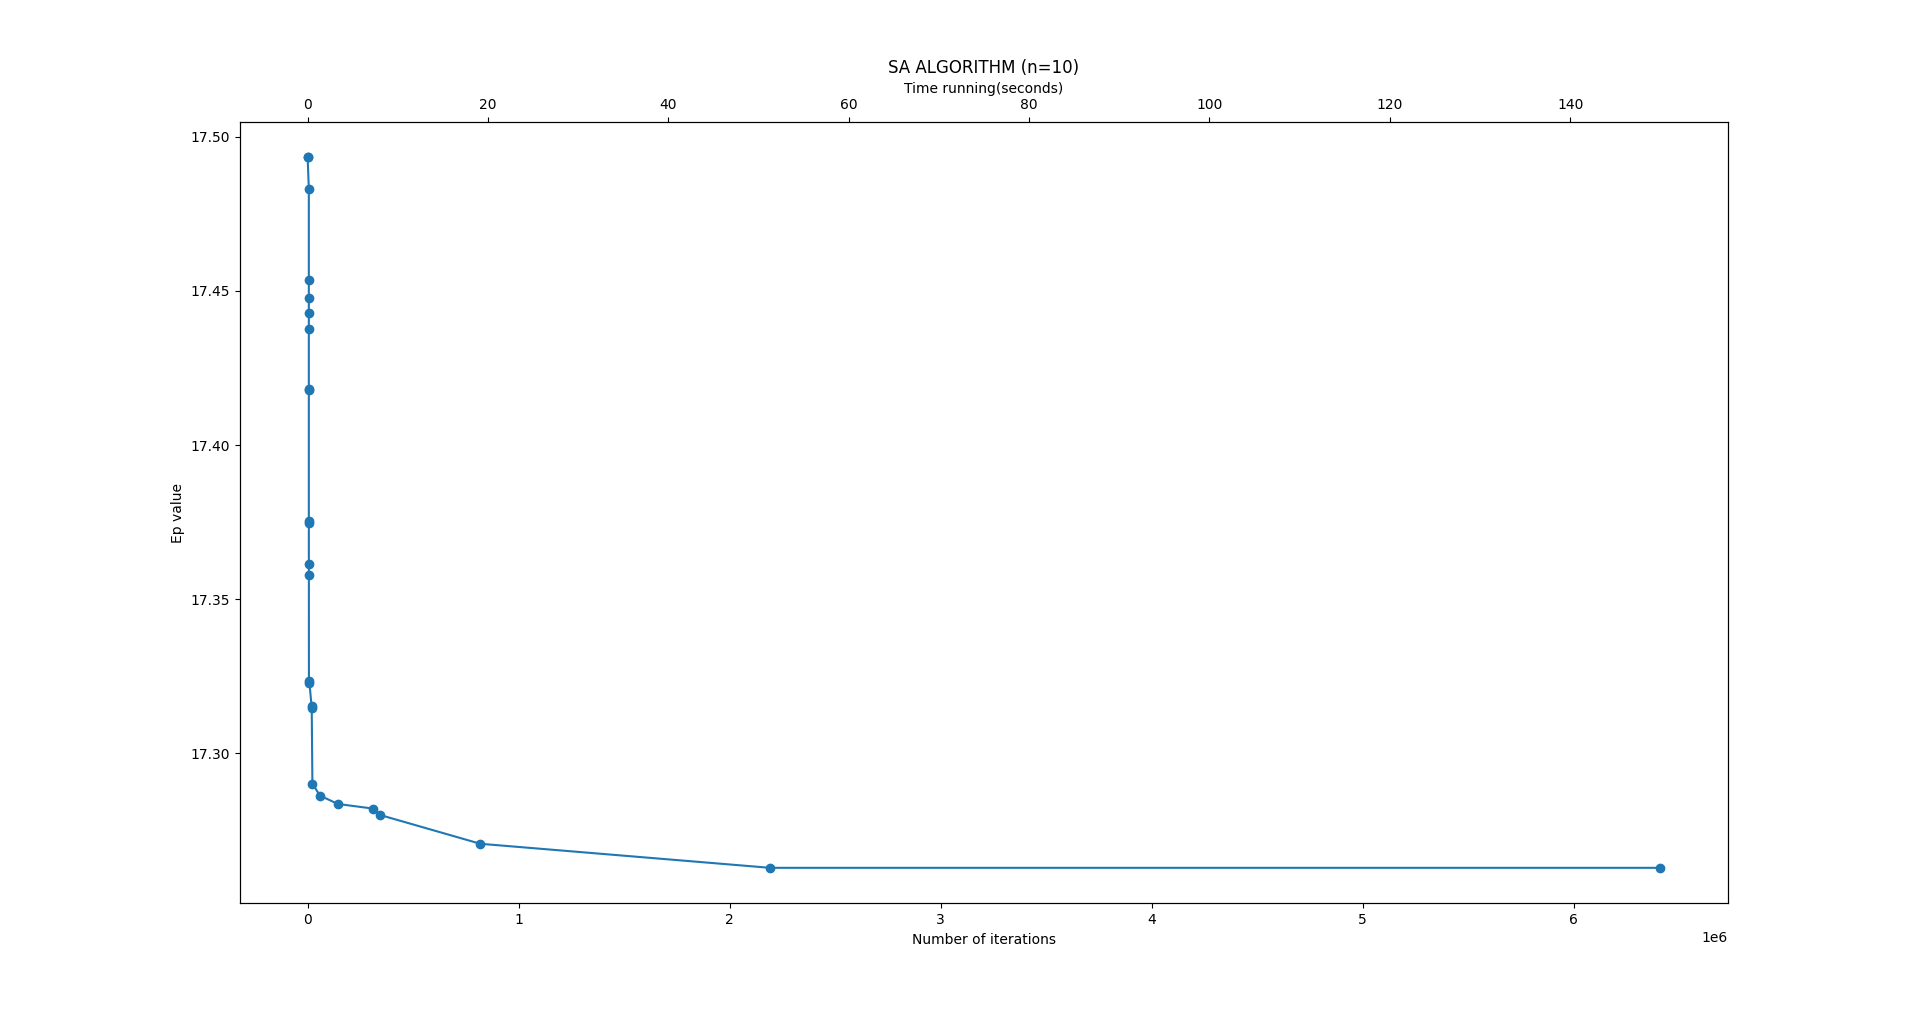 SA ALGORITHM (n=10)
Time running(seconds)
0 20 40 60 80 100 120 140
17.50
17.45
17.40
17.35
17.30
Ep value
0 1 2 3 4 5 6
Number of iterations
1e6